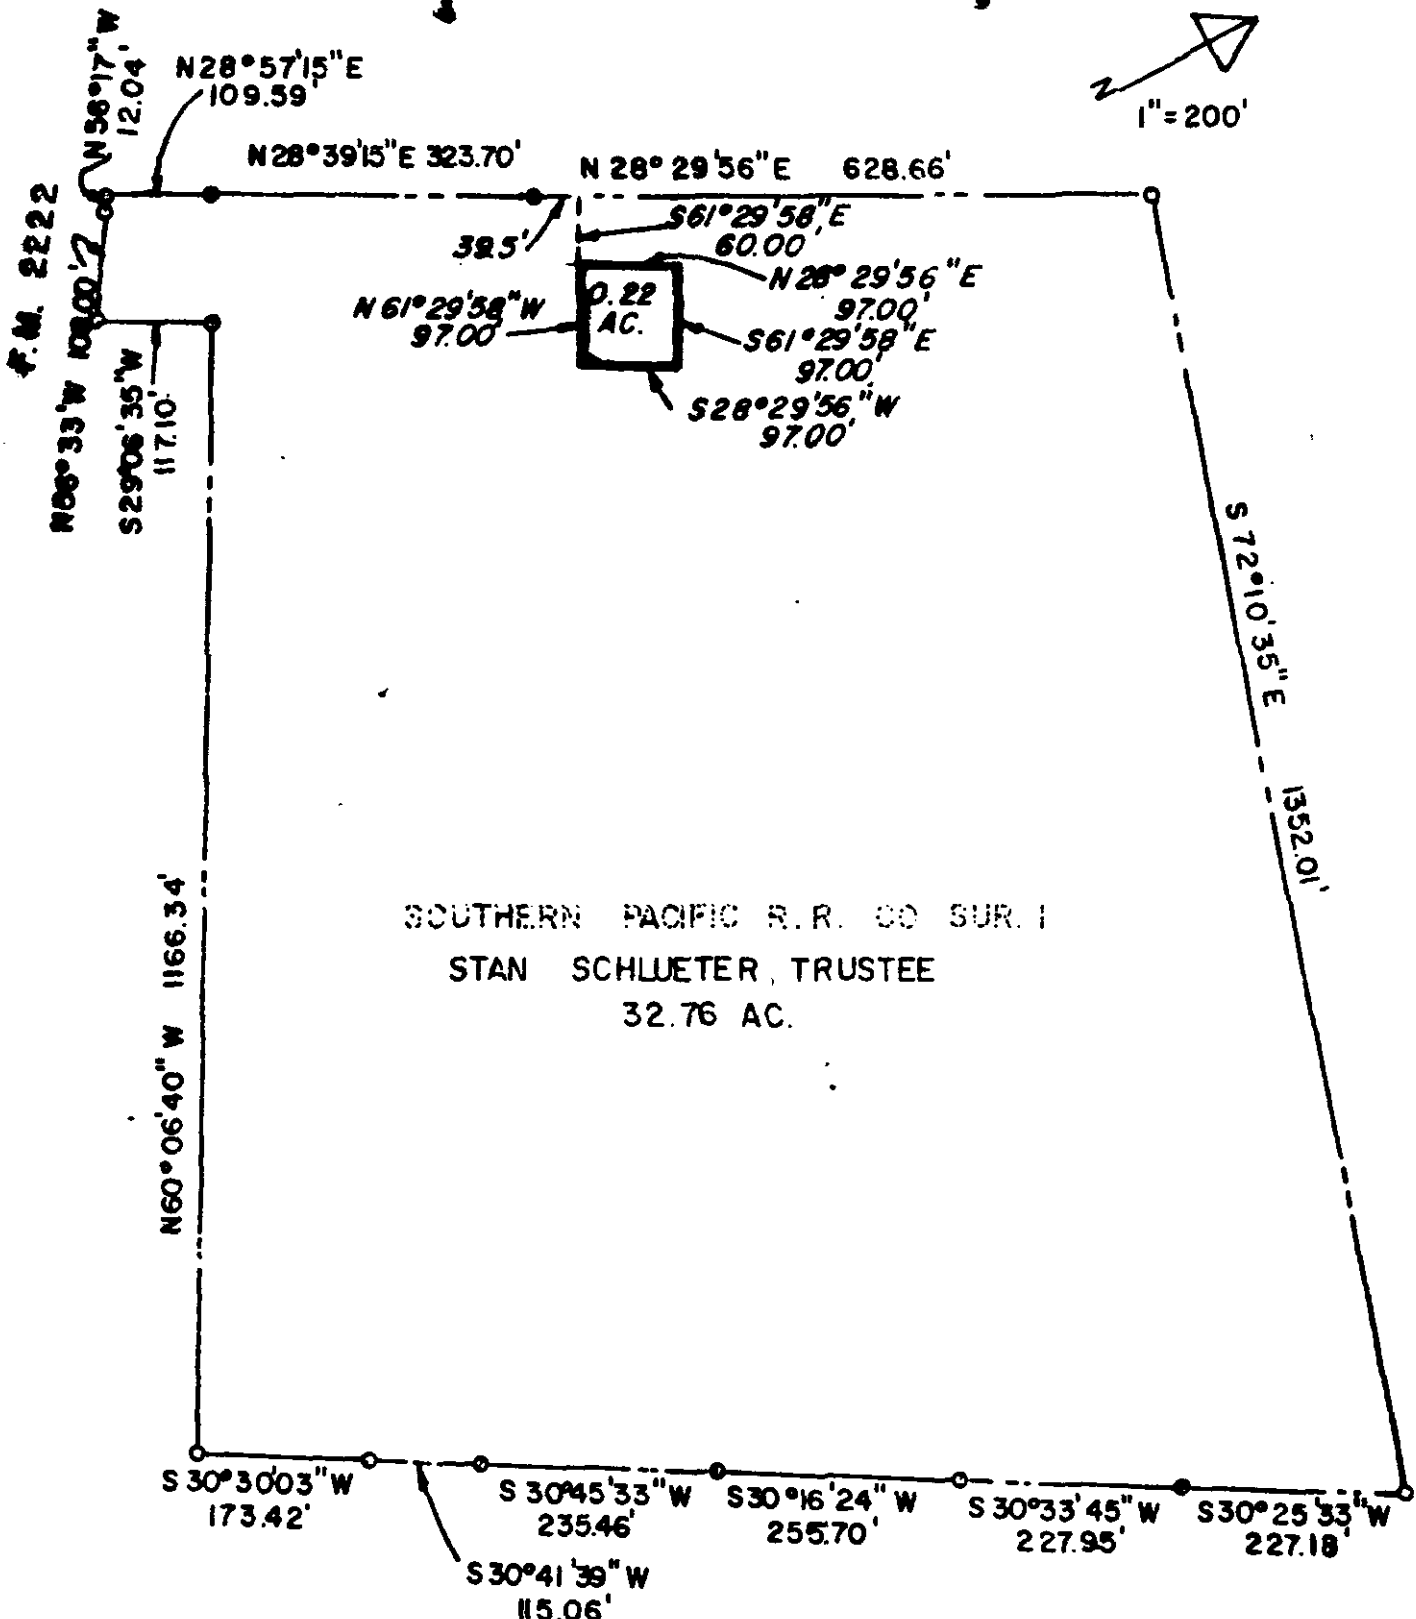 N56°17"W
12.04'
N28°57'15"E
109.59'
N28°39'15"E 323.70'
N 28° 29'56"E 628.66'
N
1"=200'
F.M. 2222
S61°29'58"E
60.00'
N 28° 29'56"E
97.00'
N61°29'58"W
97.00'
0.22
AC.
S61°29'58"E
97.00'
S28°29'56"W
97.00'
S29°06'35"W
117.10'
S 72°10'35"E 1352.01'
N60°06'40"W 1166.34'
SOUTHERN PACIFIC R.R. CO SUR. 1
STAN SCHLUETER, TRUSTEE
32.76 AC.
S 30°30'03"W
173.42'
S 30°41'39"W
115.06'
S 30°45'33"W
235.46'
S30°16'24"W
255.70'
S 30°33'45"W
227.95'
S30°25'33"W
227.18'